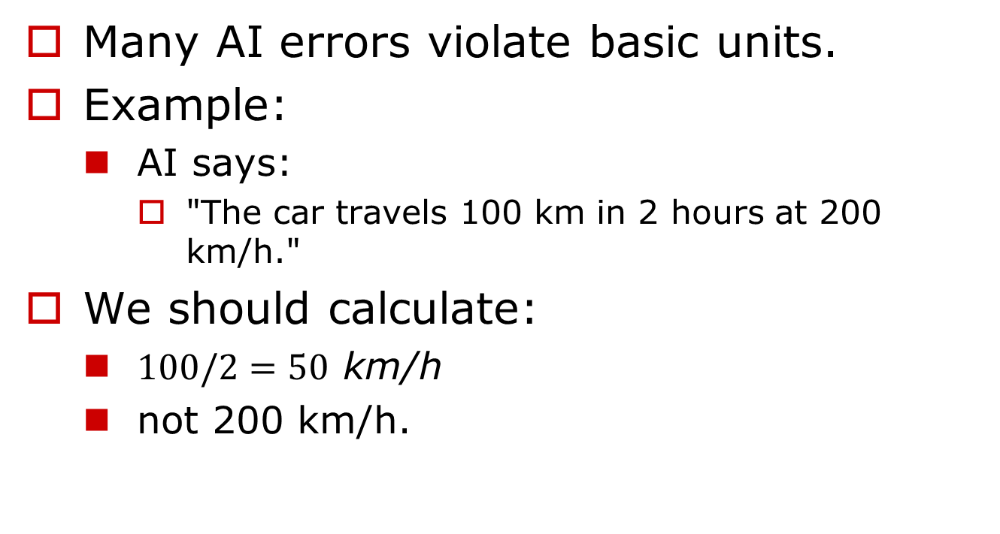 Many AI errors violate basic units.
Example:
AI says:
"The car travels 100 km in 2 hours at 200
km/h."
We should calculate:
100/2 = 50 km/h
not 200 km/h.